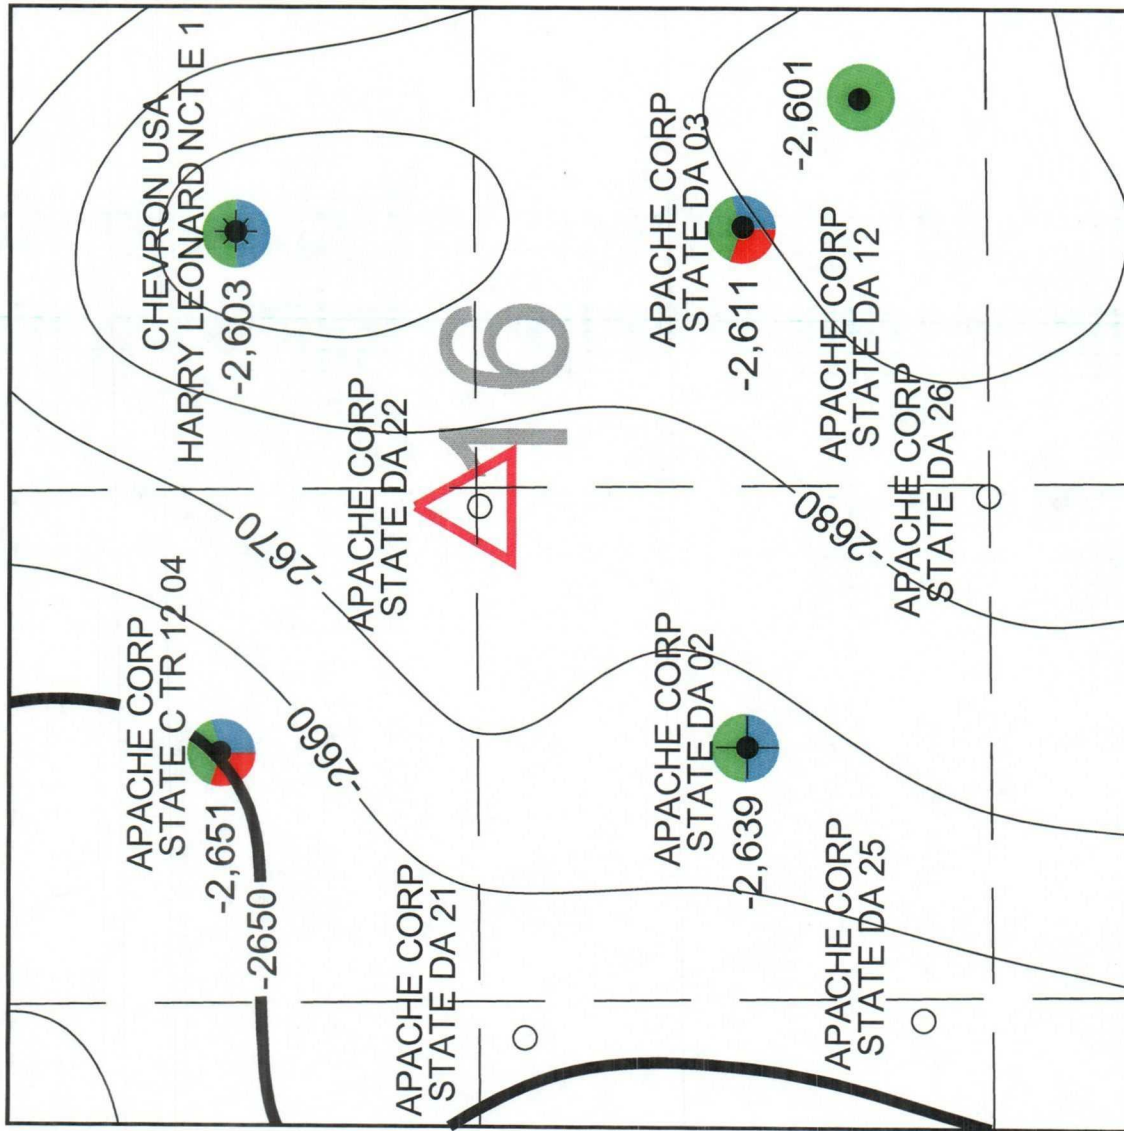 APACHE CORP
STATE C TR 12 04
-2,651
CHEVRON USA
HARRY LEONARD NCT E 1
-2,603
-2650
-2660
-2670
APACHE CORP
STATE DA 21
APACHE CORP
STATE DA 22
16
APACHE CORP
STATE DA 02
-2,639
APACHE CORP
STATE DA 03
-2,611
-2,601
APACHE CORP
STATE DA 12
-2680
APACHE CORP
STATE DA 25
APACHE CORP
STATE DA 26